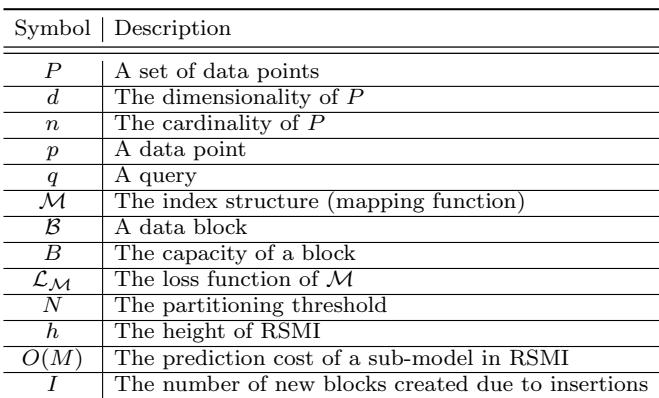 Symbol Description
P A set of data points
d The dimensionality of P
n The cardinality of P
p A data point
q A query
ℳ The index structure (mapping function)
ℬ A data block
B The capacity of a block
ℒ_ℳ The loss function of ℳ
N The partitioning threshold
h The height of RSMI
O(M) The prediction cost of a sub-model in RSMI
I The number of new blocks created due to insertions